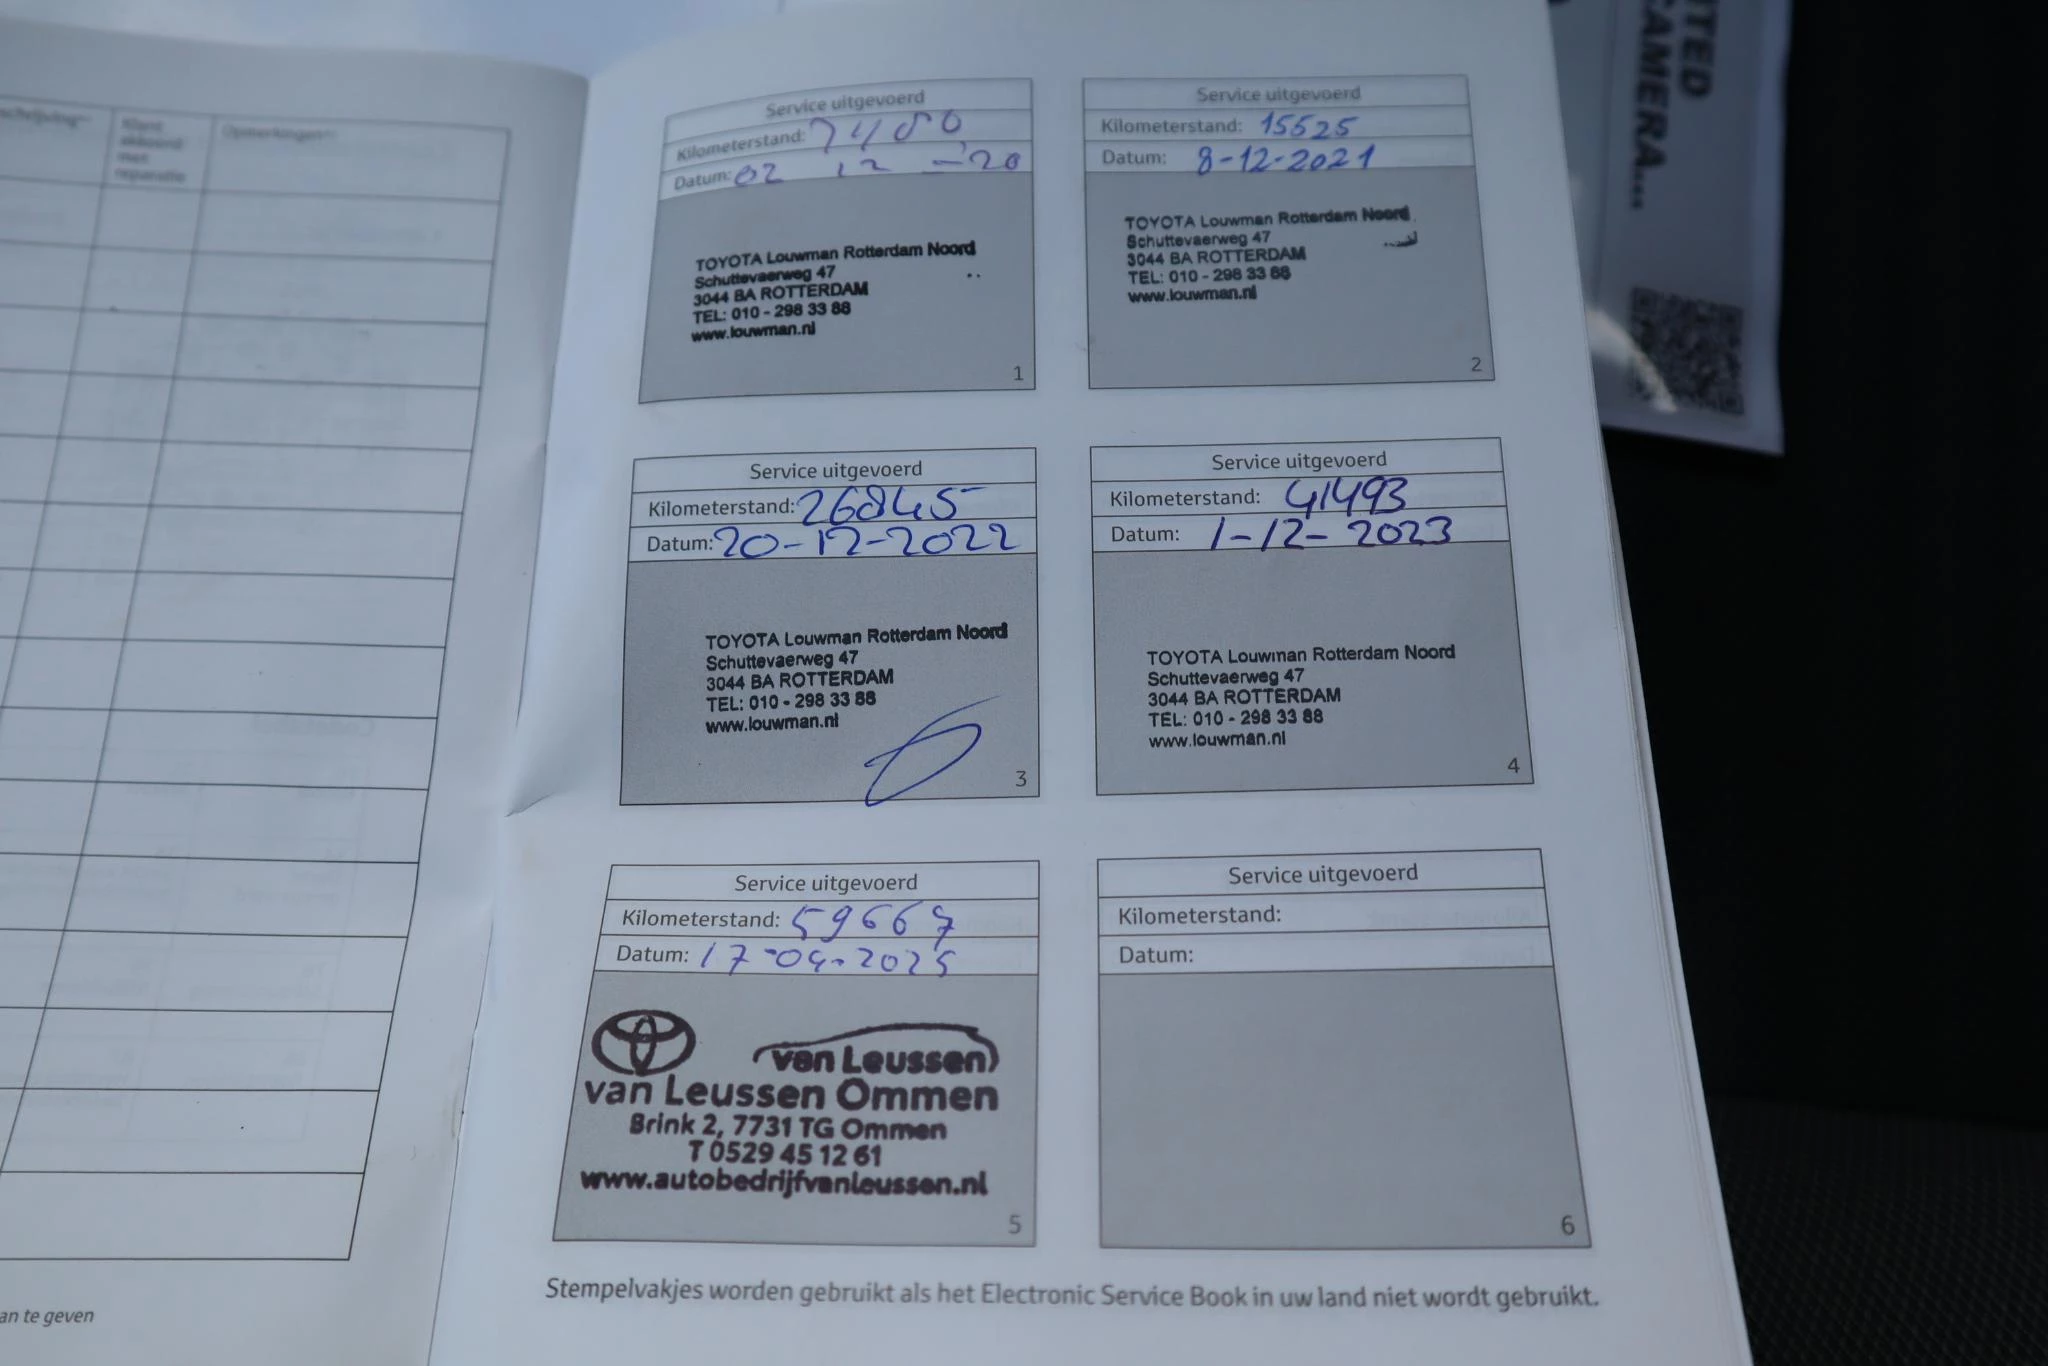 Klant
akkoord
met
reparatie
Opmerkingen
an te geven
Service uitgevoerd
Kilometerstand: 7480
Datum: 02 12 -'20
TOYOTA Louwman Rotterdam Noord
Schuttevaerweg 47
3044 BA ROTTERDAM
TEL: 010 - 298 33 88
www.louwman.nl
1
Service uitgevoerd
Kilometerstand: 15525
Datum: 8-12-2021
TOYOTA Louwman Rotterdam Noord
Schuttevaerweg 47
3044 BA ROTTERDAM
TEL: 010 - 298 33 88
www.louwman.nl
2
Service uitgevoerd
Kilometerstand: 26845
Datum: 20-12-2022
TOYOTA Louwman Rotterdam Noord
Schuttevaerweg 47
3044 BA ROTTERDAM
TEL: 010 - 298 33 88
www.louwman.nl
3
Service uitgevoerd
Kilometerstand: 41493
Datum: 1-12-2023
TOYOTA Louwman Rotterdam Noord
Schuttevaerweg 47
3044 BA ROTTERDAM
TEL: 010 - 298 33 88
www.louwman.nl
4
Service uitgevoerd
Kilometerstand: 59667
Datum: 17-04-2025
van Leussen
van Leussen Ommen
Brink 2, 7731 TG Ommen
T 0529 45 12 61
www.autobedrijfvanleussen.nl
5
Service uitgevoerd
Kilometerstand:
Datum:
6
Stempelvakjes worden gebruikt als het Electronic Service Book in uw land niet wordt gebruikt.
CAMERA...